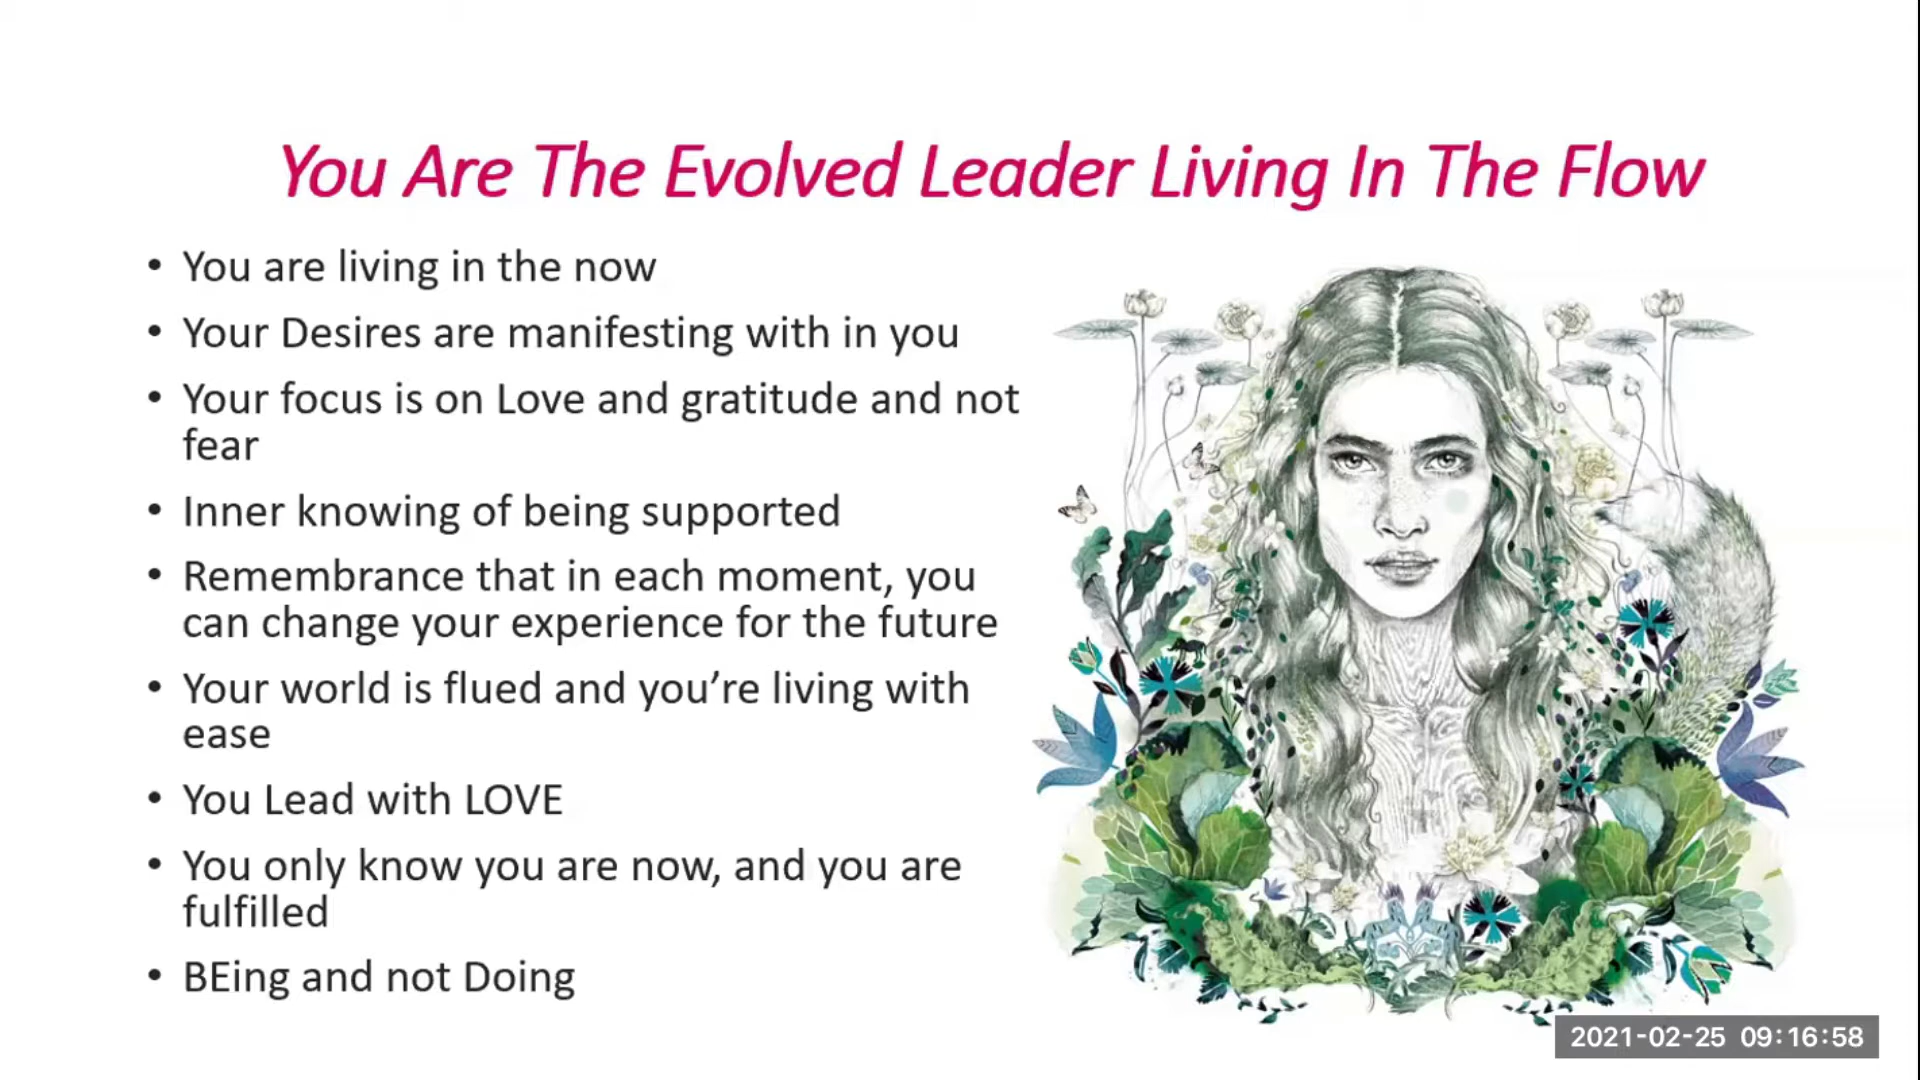 You Are The Evolved Leader Living In The Flow
• You are living in the now
• Your Desires are manifesting with in you
• Your focus is on Love and gratitude and not
fear
• Inner knowing of being supported
• Remembrance that in each moment, you
can change your experience for the future
• Your world is flued and you’re living with
ease
• You Lead with LOVE
• You only know you are now, and you are
fulfilled
• BEing and not Doing
2021-02-25 09:16:58